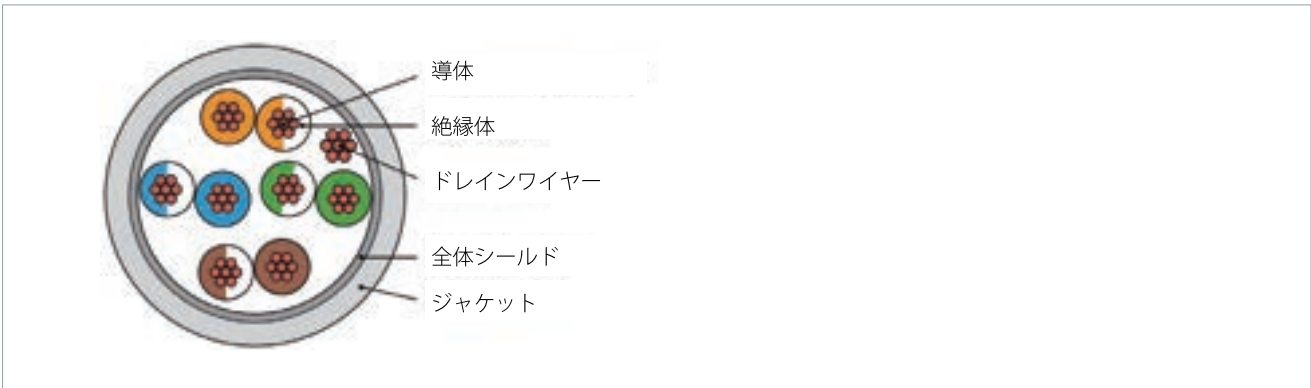 導体
絶縁体
ドレインワイヤー
全体シールド
ジャケット